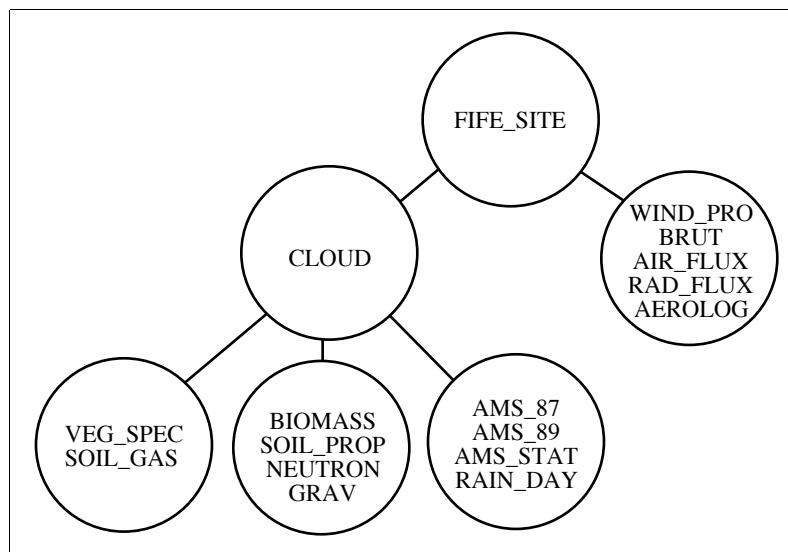 FIFE_SITE
CLOUD
WIND_PRO
BRUT
AIR_FLUX
RAD_FLUX
AEROLOG
VEG_SPEC
SOIL_GAS
BIOMASS
SOIL_PROP
NEUTRON
GRAV
AMS_87
AMS_89
AMS_STAT
RAIN_DAY